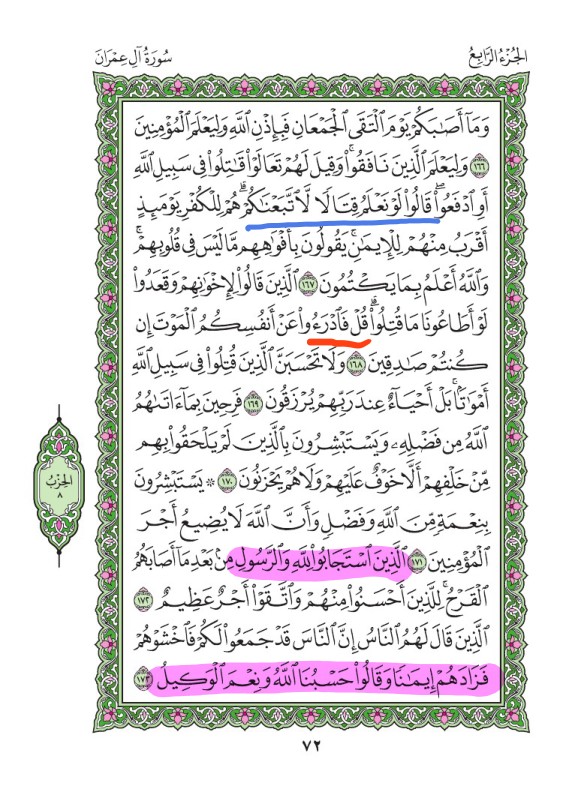 الجزء الرابع
سورة آل عمران
وَمَآ أَصَٰبَكُمْ يَوْمَ ٱلْتَقَى ٱلْجَمْعَانِ فَبِإِذْنِ ٱللَّهِ وَلِيَعْلَمَ ٱلْمُؤْمِنِينَ
١٦٦ وَلِيَعْلَمَ ٱلَّذِينَ نَافَقُوا۟ۚ وَقِيلَ لَهُمْ تَعَالَوْا۟ قَٰتِلُوا۟ فِى سَبِيلِ ٱللَّهِ
أَوِ ٱدْفَعُوا۟ۖ قَالُوا۟ لَوْ نَعْلَمُ قِتَالًا لَّٱتَّبَعْنَٰكُمْۗ هُمْ لِلْكُفْرِ يَوْمَئِذٍ
أَقْرَبُ مِنْهُمْ لِلْإِيمَٰنِۚ يَقُولُونَ بِأَفْوَٰهِهِم مَّا لَيْسَ فِى قُلُوبِهِمْۚ
وَٱللَّهُ أَعْلَمُ بِمَا يَكْتُمُونَ ١٦٧ ٱلَّذِينَ قَالُوا۟ لِإِخْوَٰنِهِمْ وَقَعَدُوا۟
لَوْ أَطَاعُونَا مَا قُتِلُوا۟ۗ قُلْ فَٱدْرَءُوا۟ عَنْ أَنفُسِكُمُ ٱلْمَوْتَ إِن
كُنتُمْ صَٰدِقِينَ ١٦٨ وَلَا تَحْسَبَنَّ ٱلَّذِينَ قُتِلُوا۟ فِى سَبِيلِ ٱللَّهِ
أَمْوَٰتًۢاۚ بَلْ أَحْيَآءٌ عِندَ رَبِّهِمْ يُرْزَقُونَ ١٦٩ فَرِحِينَ بِمَآ ءَاتَىٰهُمُ
ٱللَّهُ مِن فَضْلِهِۦ وَيَسْتَبْشِرُونَ بِٱلَّذِينَ لَمْ يَلْحَقُوا۟ بِهِم
مِّنْ خَلْفِهِمْ أَلَّا خَوْفٌ عَلَيْهِمْ وَلَا هُمْ يَحْزَنُونَ ١٧٠ ۞ يَسْتَبْشِرُونَ
بِنِعْمَةٍ مِّنَ ٱللَّهِ وَفَضْلٍ وَأَنَّ ٱللَّهَ لَا يُضِيعُ أَجْرَ
ٱلْمُؤْمِنِينَ ١٧١ ٱلَّذِينَ ٱسْتَجَابُوا۟ لِلَّهِ وَٱلرَّسُولِ مِنۢ بَعْدِ مَآ أَصَابَهُمُ
ٱلْقَرْحُۚ لِلَّذِينَ أَحْسَنُوا۟ مِنْهُمْ وَٱتَّقَوْا۟ أَجْرٌ عَظِيمٌ ١٧٢
ٱلَّذِينَ قَالَ لَهُمُ ٱلنَّاسُ إِنَّ ٱلنَّاسَ قَدْ جَمَعُوا۟ لَكُمْ فَٱخْشَوْهُمْ
فَزَادَهُمْ إِيمَٰنًا وَقَالُوا۟ حَسْبُنَا ٱللَّهُ وَنِعْمَ ٱلْوَكِيلُ ١٧٣
الحزب
٨
٧٢